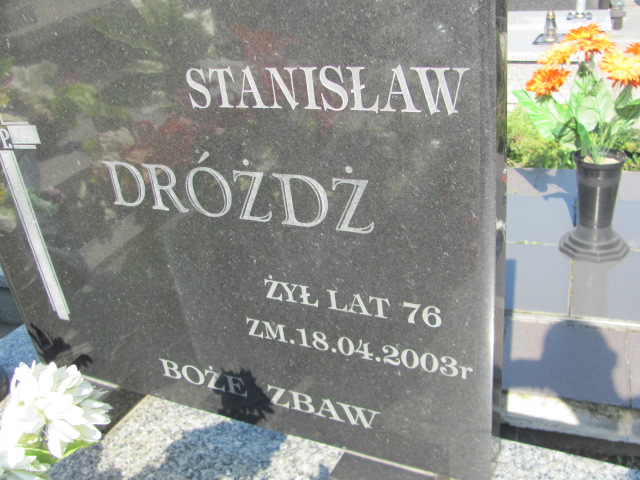 P.
STANISŁAW
DRÓŻDŻ
ŻYŁ LAT 76
ZM.18.04.2003r
BOŻE ZBAW